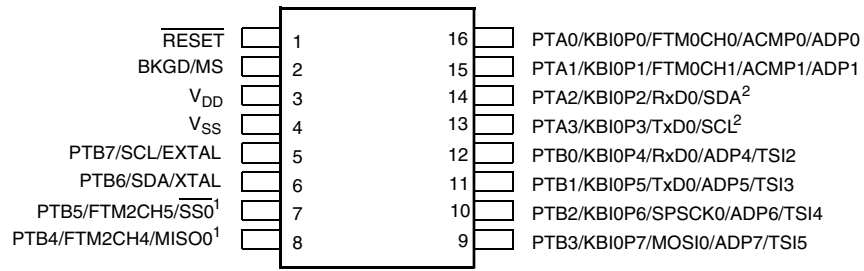 RESET 1 16 PTA0/KBI0P0/FTM0CH0/ACMP0/ADP0
BKGD/MS 2 15 PTA1/KBI0P1/FTM0CH1/ACMP1/ADP1
VDD 3 14 PTA2/KBI0P2/RxD0/SDA2
VSS 4 13 PTA3/KBI0P3/TxD0/SCL2
PTB7/SCL/EXTAL 5 12 PTB0/KBI0P4/RxD0/ADP4/TSI2
PTB6/SDA/XTAL 6 11 PTB1/KBI0P5/TxD0/ADP5/TSI3
PTB5/FTM2CH5/SS01 7 10 PTB2/KBI0P6/SPSCK0/ADP6/TSI4
PTB4/FTM2CH4/MISO01 8 9 PTB3/KBI0P7/MOSI0/ADP7/TSI5